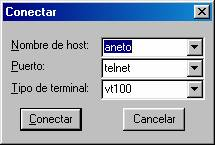 Conectar
Nombre de host: aneto
Puerto: telnet
Tipo de terminal: vt100
Conectar Cancelar